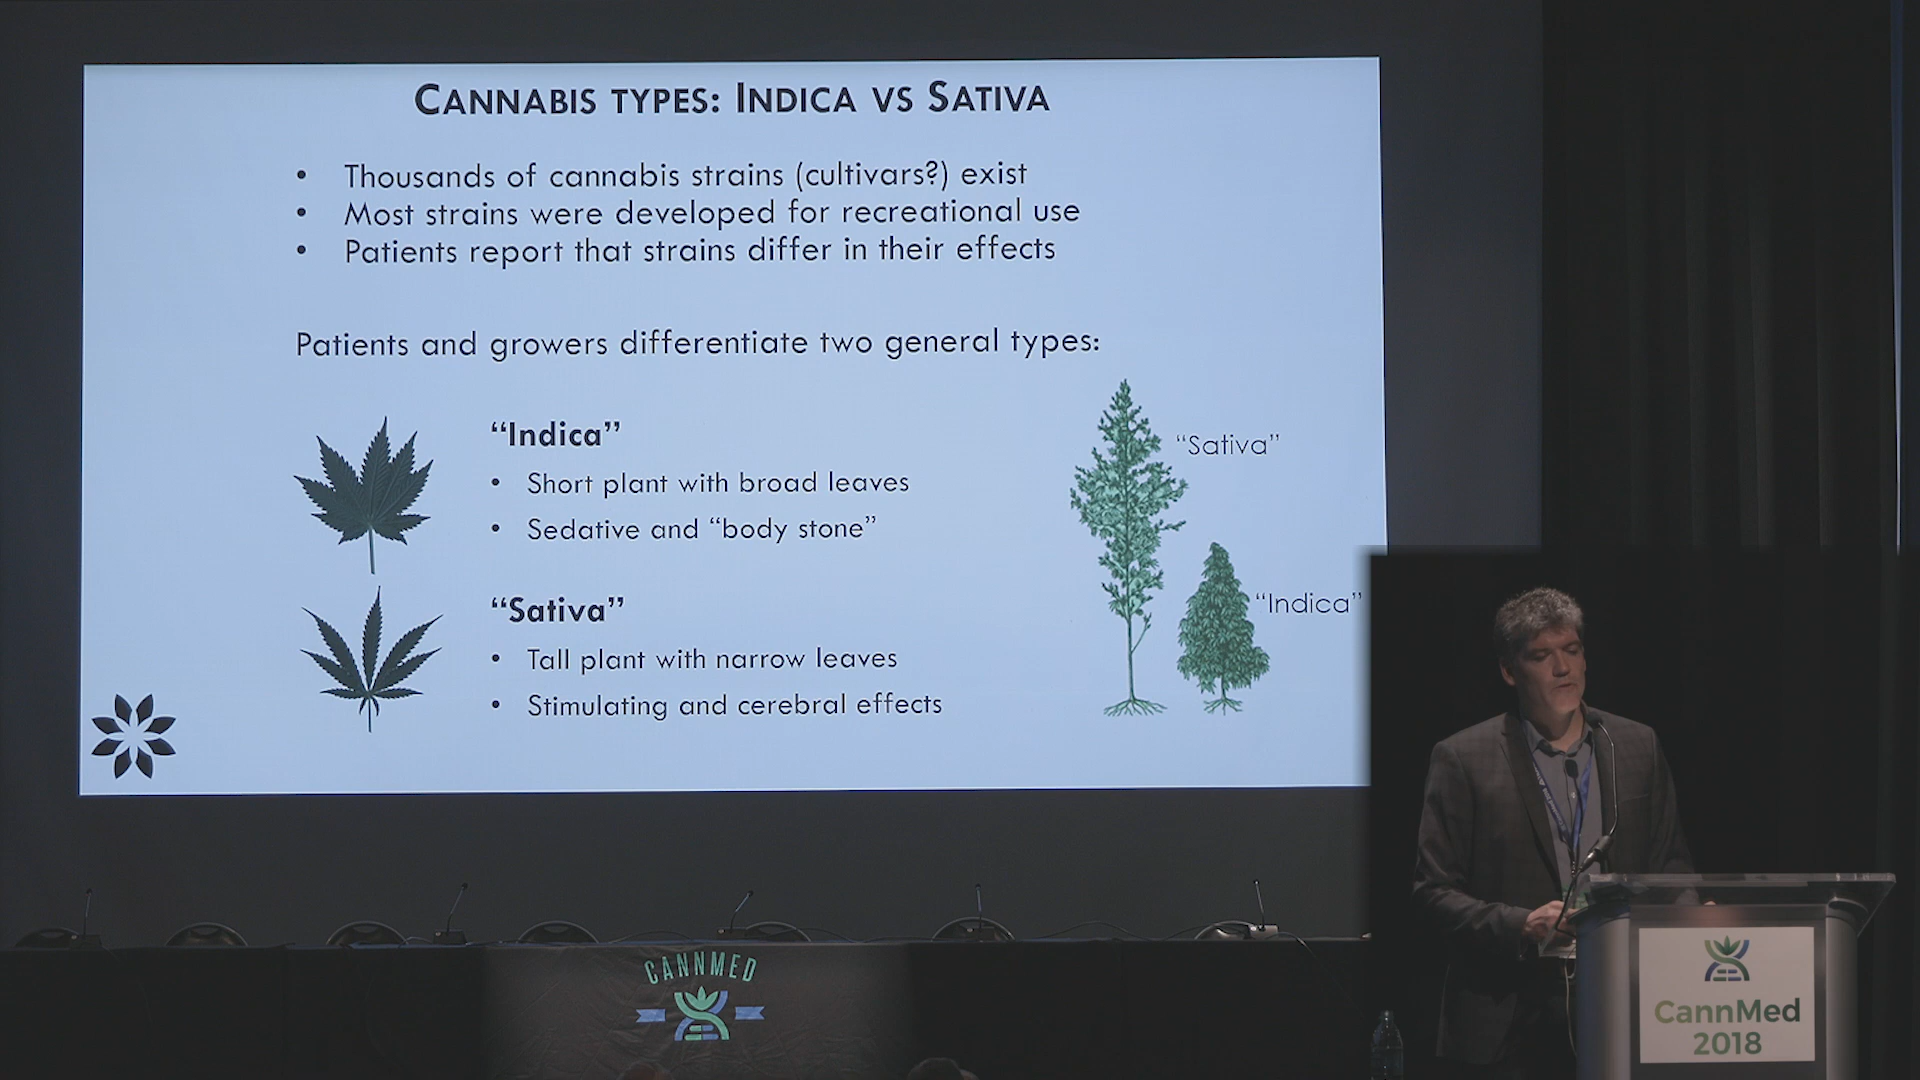 CANNABIS TYPES: INDICA VS SATIVA
• Thousands of cannabis strains (cultivars?) exist
• Most strains were developed for recreational use
• Patients report that strains differ in their effects
Patients and growers differentiate two general types:
“Indica”
• Short plant with broad leaves
• Sedative and “body stone”
“Sativa”
• Tall plant with narrow leaves
• Stimulating and cerebral effects
“Sativa”
“Indica”
CANNMED
CannMed
2018